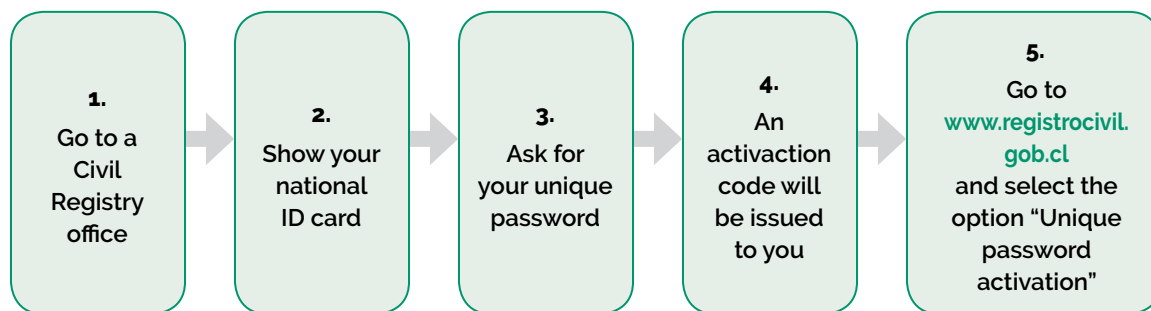 1.
Go to a
Civil
Registry
office
2.
Show your
national
ID card
3.
Ask for
your unique
password
4.
An
activaction
code will
be issued
to you
5.
Go to
www.registrocivil.
gob.cl
and select the
option “Unique
password
activation”